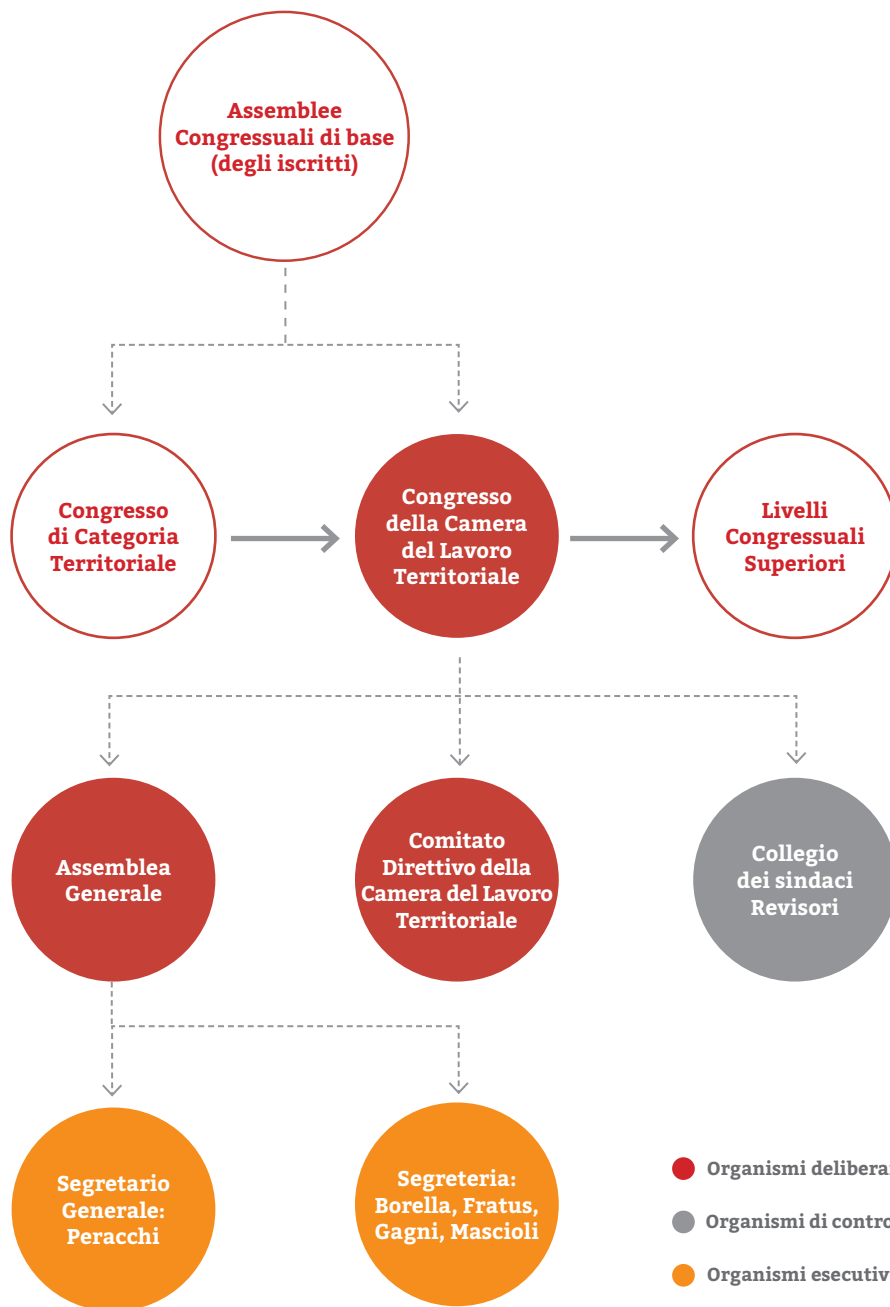 Assemblee
Congressuali di base
(degli iscritti)
Congresso
di Categoria
Territoriale
Congresso
della Camera
del Lavoro
Territoriale
Livelli
Congressuali
Superiori
Assemblea
Generale
Comitato
Direttivo della
Camera del Lavoro
Territoriale
Collegio
dei sindaci
Revisori
Segretario
Generale:
Peracchi
Segreteria:
Borella, Fratus,
Gagni, Mascioli
Organismi
Organismi di
Organismi